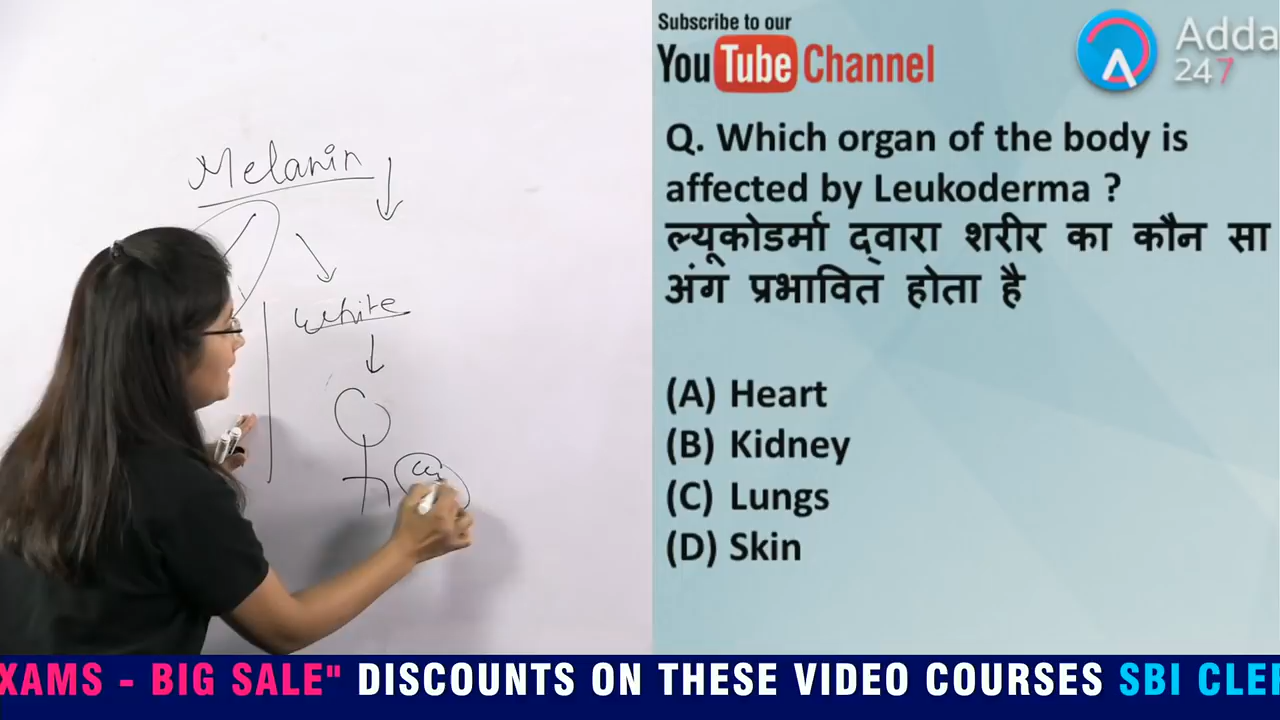 Melanin
White
Subscribe to our
YouTube Channel
Adda
247
Q. Which organ of the body is
affected by Leukoderma ?
ल्यूकोडर्मा द्वारा शरीर का कौन सा
अंग प्रभावित होता है
(A) Heart
(B) Kidney
(C) Lungs
(D) Skin
XAMS - BIG SALE" DISCOUNTS ON THESE VIDEO COURSES SBI CLER